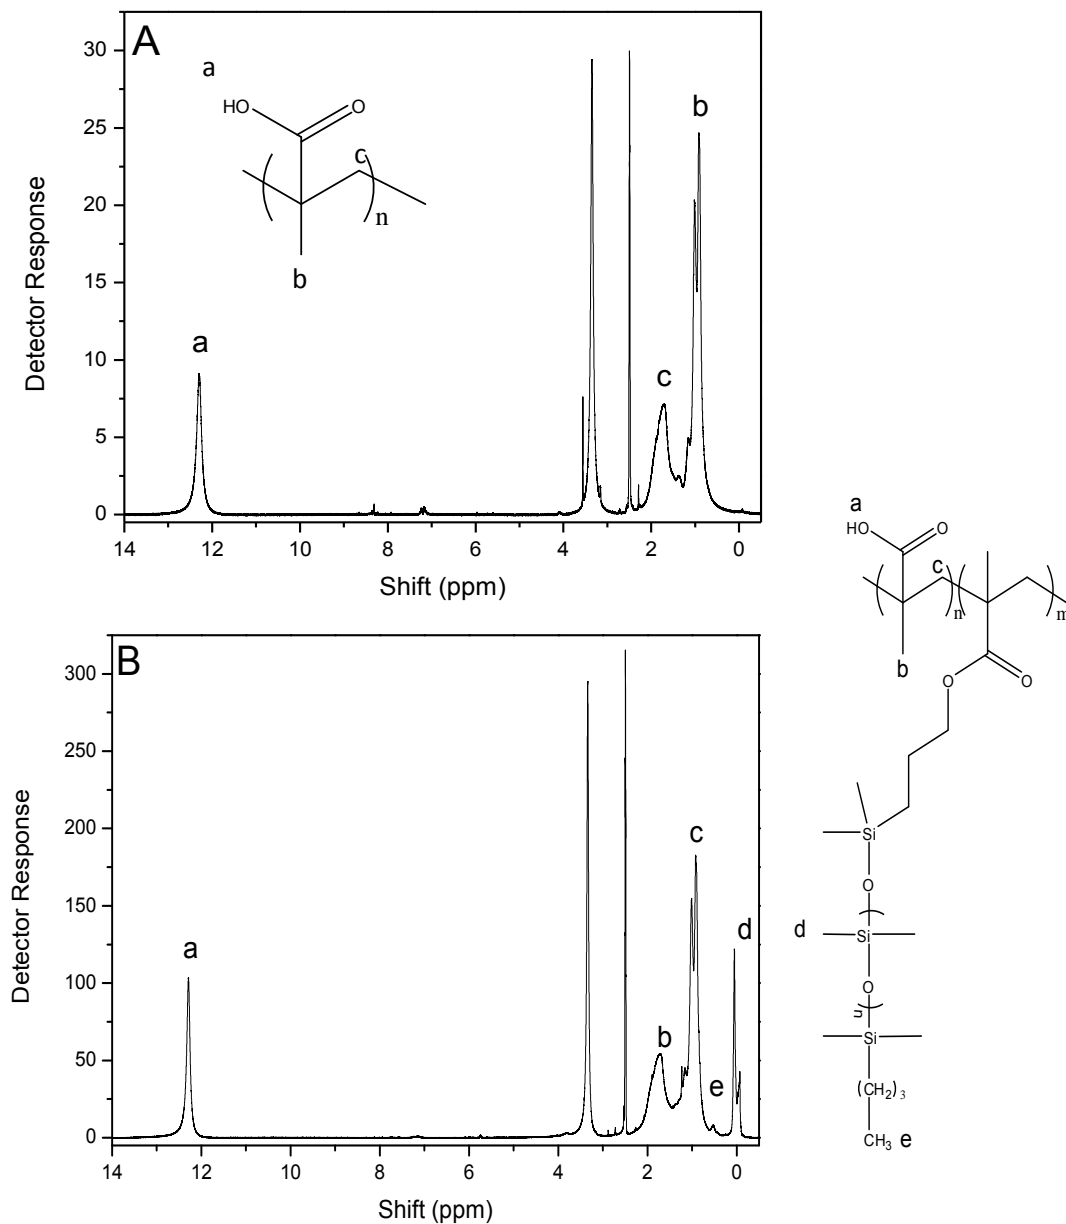 A
a
HO
O
c
n
b
a
c
b
30
25
20
15
10
5
0
Detector Response
14 12 10 8 6 4 2 0
Shift (ppm)
B
a
b
c
e
d
300
250
200
150
100
50
0
Detector Response
14 12 10 8 6 4 2 0
Shift (ppm)
a
HO
O
c
n
m
b
O
O
Si
O
d
Si
O
n
Si
(CH2)3
CH3 e